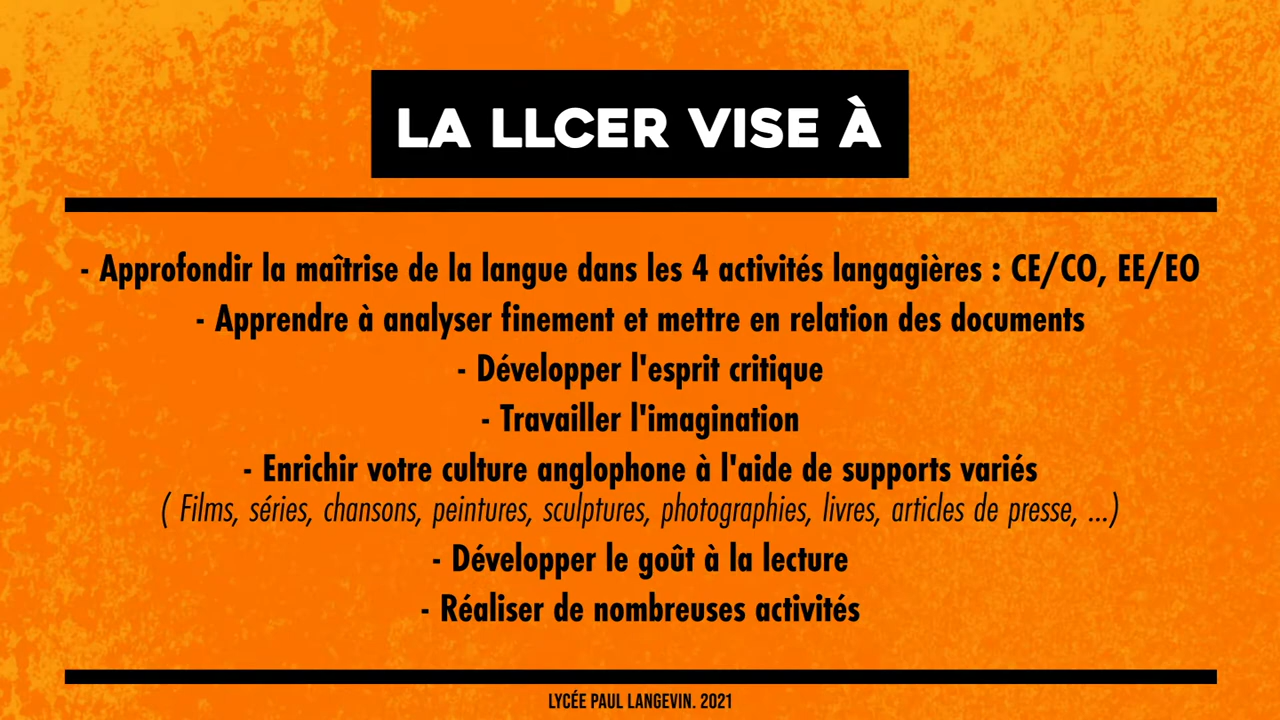 LA LLCER VISE À
- Approfondir la maîtrise de la langue dans les 4 activités langagières : CE/CO, EE/EO
- Apprendre à analyser finement et mettre en relation des documents
- Développer l'esprit critique
- Travailler l'imagination
- Enrichir votre culture anglophone à l'aide de supports variés
( Films, séries, chansons, peintures, sculptures, photographies, livres, articles de presse, ...)
- Développer le goût à la lecture
- Réaliser de nombreuses activités
LYCÉE PAUL LANGEVIN. 2021